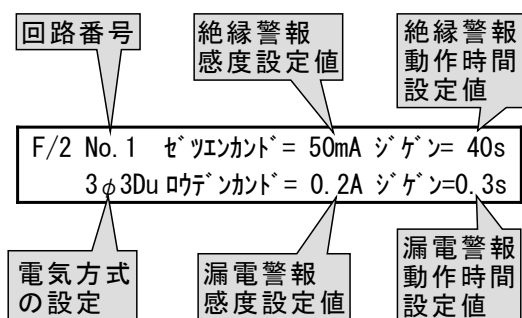 回路番号
絶縁警報
感度設定値
絶縁警報
動作時間
設定値
F/2 No.1 ｾﾞﾂｴﾝｶﾝﾄﾞ= 50mA ｼﾞｹﾞﾝ= 40s
3φ3Du ﾛｳﾃﾞﾝｶﾝﾄﾞ= 0.2A ｼﾞｹﾞﾝ=0.3s
電気方式
の設定
漏電警報
感度設定値
漏電警報
動作時間
設定値